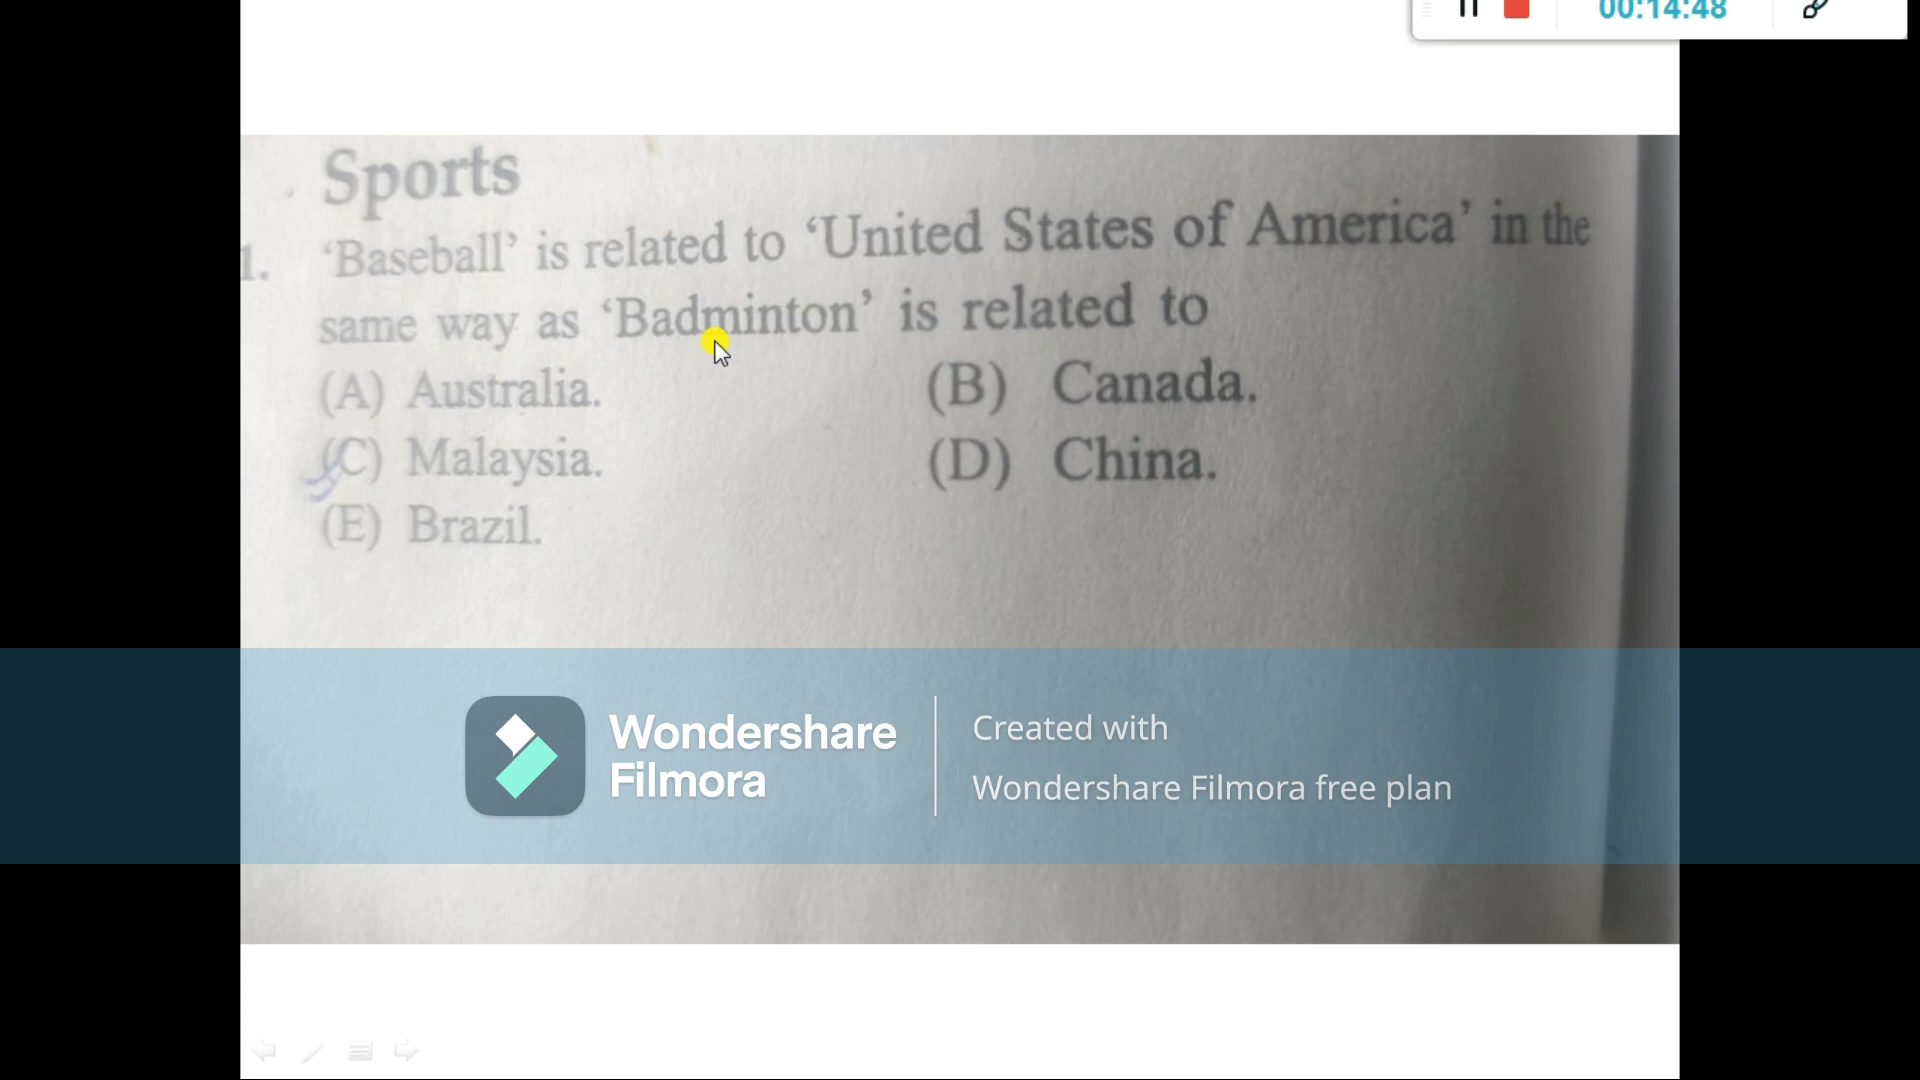 00:14:48
Sports
1. ‘Baseball’ is related to ‘United States of America’ in the
same way as ‘Badminton’ is related to
(A) Australia. (B) Canada.
(C) Malaysia. (D) China.
(E) Brazil.
Wondershare
Filmora
Created with
Wondershare Filmora free plan